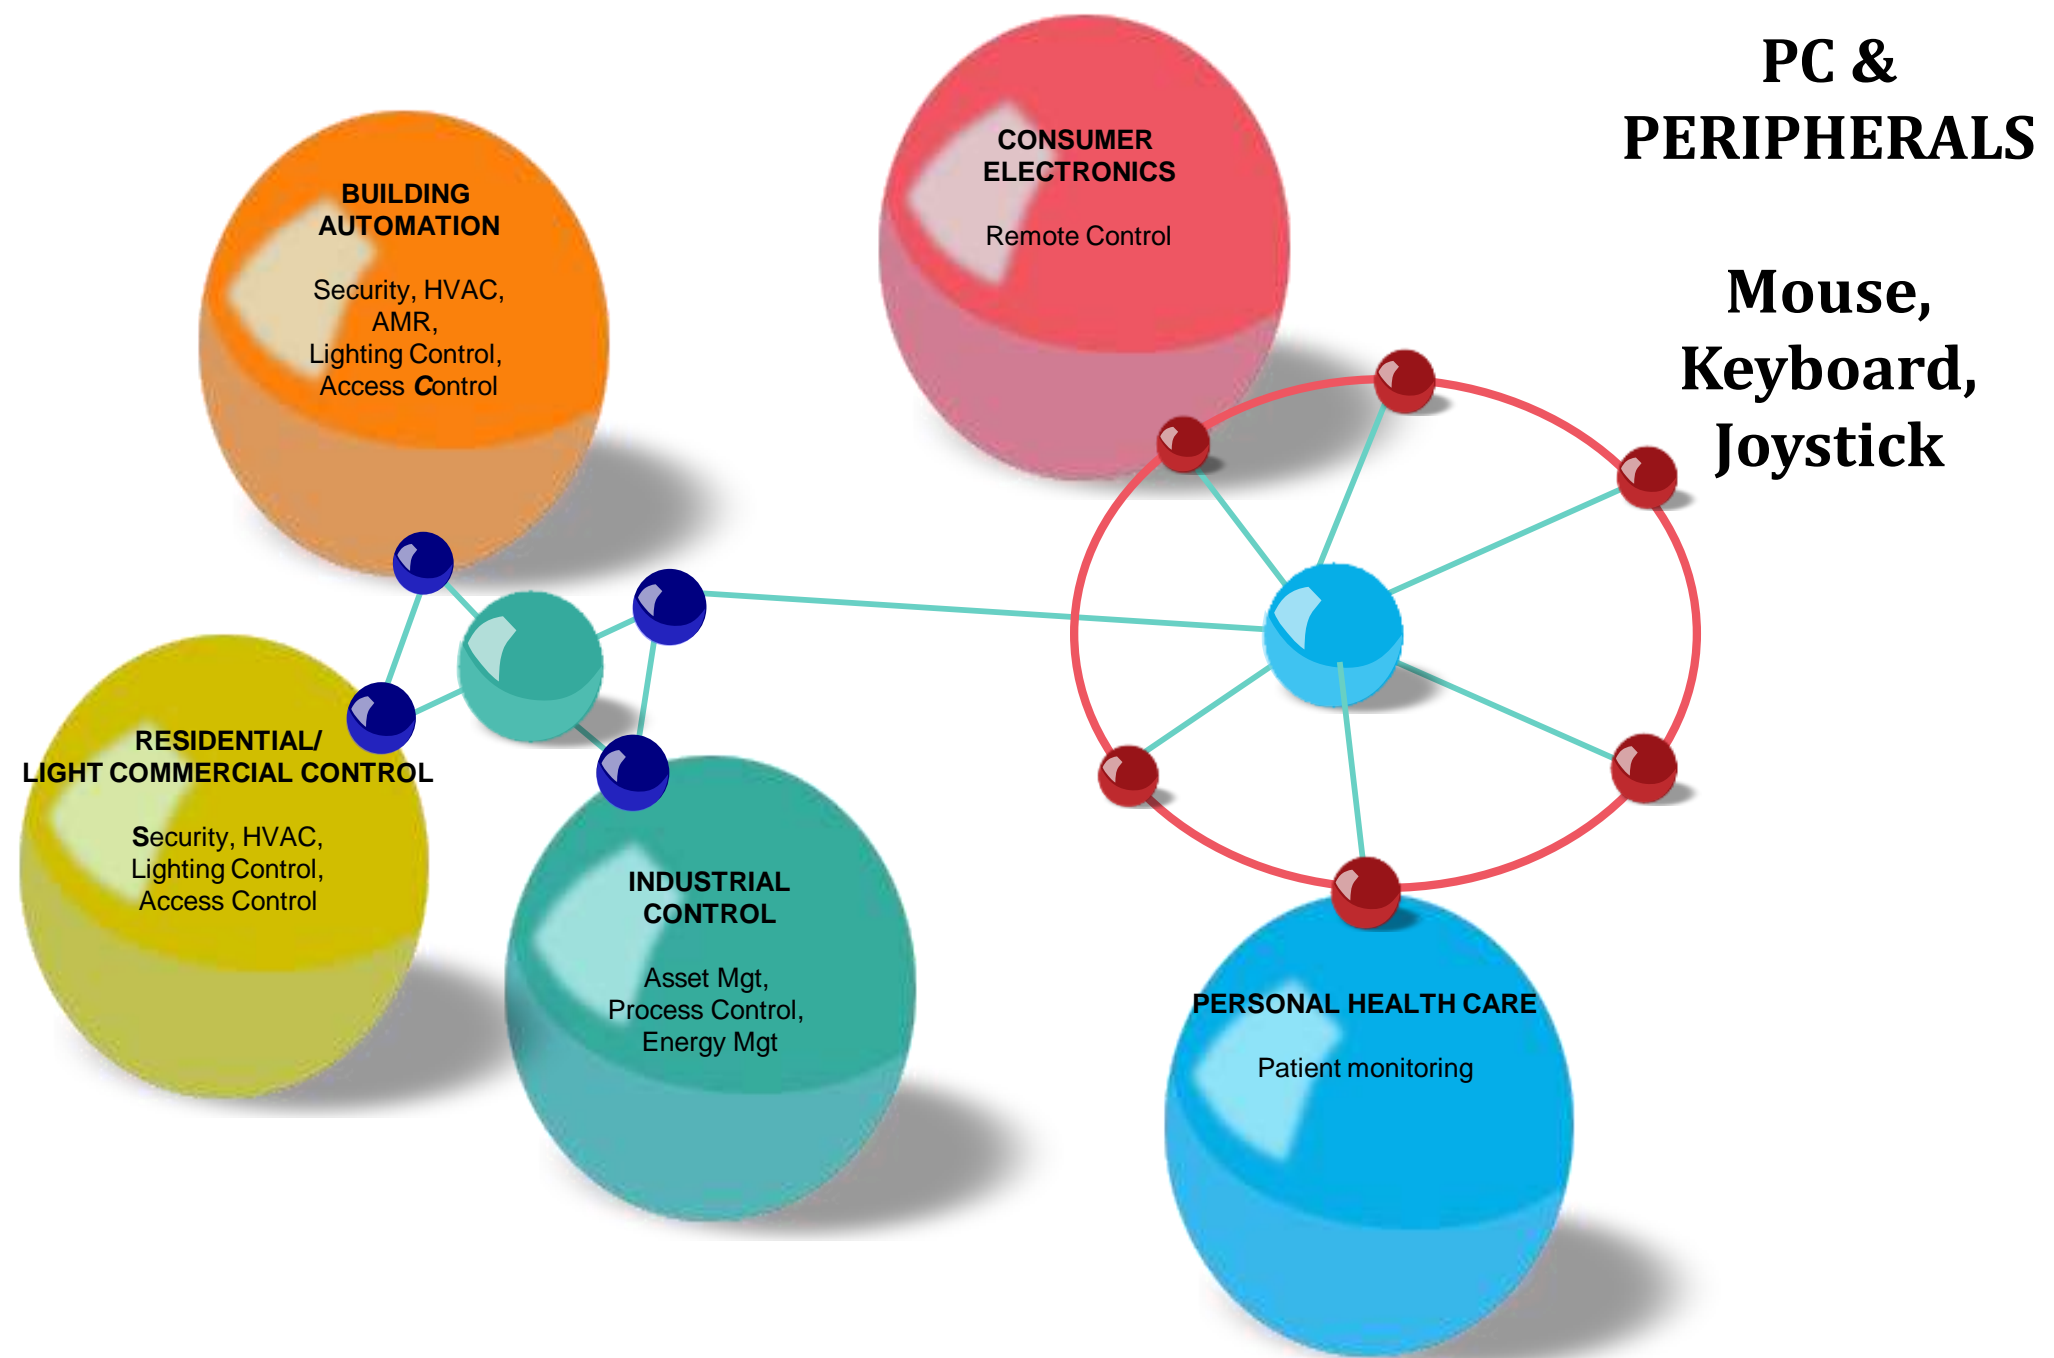 BUILDING
AUTOMATION
Security, HVAC,
AMR,
Lighting Control,
Access Control
CONSUMER
ELECTRONICS
Remote Control
PC &
PERIPHERALS
Mouse,
Keyboard,
Joystick
RESIDENTIAL/
LIGHT COMMERCIAL CONTROL
Security, HVAC,
Lighting Control,
Access Control
INDUSTRIAL
CONTROL
Asset Mgt,
Process Control,
Energy Mgt
PERSONAL HEALTH CARE
Patient monitoring